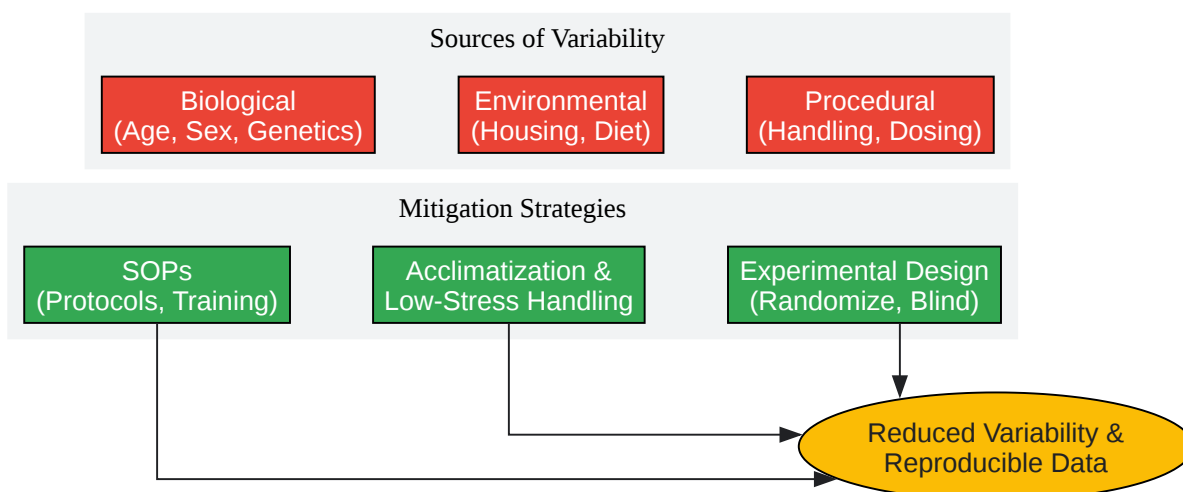 Sources of Variability
Biological
(Age, Sex, Genetics)
Environmental
(Housing, Diet)
Procedural
(Handling, Dosing)
Mitigation Strategies
SOPs
(Protocols, Training)
Acclimatization &
Low-Stress Handling
Experimental Design
(Randomize, Blind)
Reduced Variability &
Reproducible Data